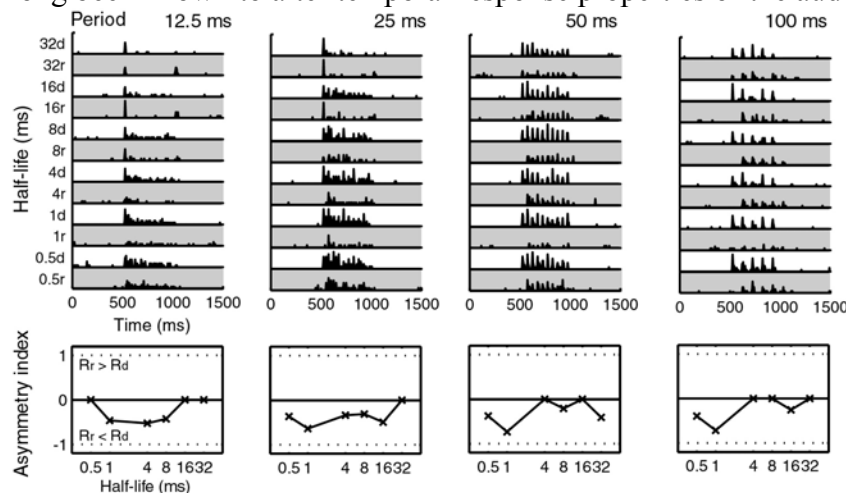 Period 12.5 ms 25 ms 50 ms 100 ms
Half-life (ms)
32d
32r
16d
16r
8d
8r
4d
4r
1d
1r
0.5d
0.5r
0 500 1000 1500 0 500 1000 1500 0 500 1000 1500 0 500 1000 1500
Time (ms)
Asymmetry index
1
0
-1
Rr > Rd
Rr < Rd
0.5 1 4 8 1632 0.5 1 4 8 1632 0.5 1 4 8 1632 0.5 1 4 8 1632
Half-life (ms)